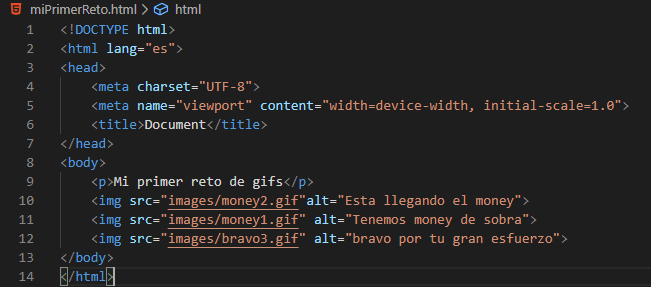 miPrimerReto.html > html
1 <!DOCTYPE html>
2 <html lang="es">
3 <head>
4 <meta charset="UTF-8">
5 <meta name="viewport" content="width=device-width, initial-scale=1.0">
6 <title>Document</title>
7 </head>
8 <body>
9 <p>Mi primer reto de gifs</p>
10 <img src="images/money2.gif"alt="Esta llegando el money">
11 <img src="images/money1.gif" alt="Tenemos money de sobra">
12 <img src="images/bravo3.gif" alt="bravo por tu gran esfuerzo">
13 </body>
14 </html>